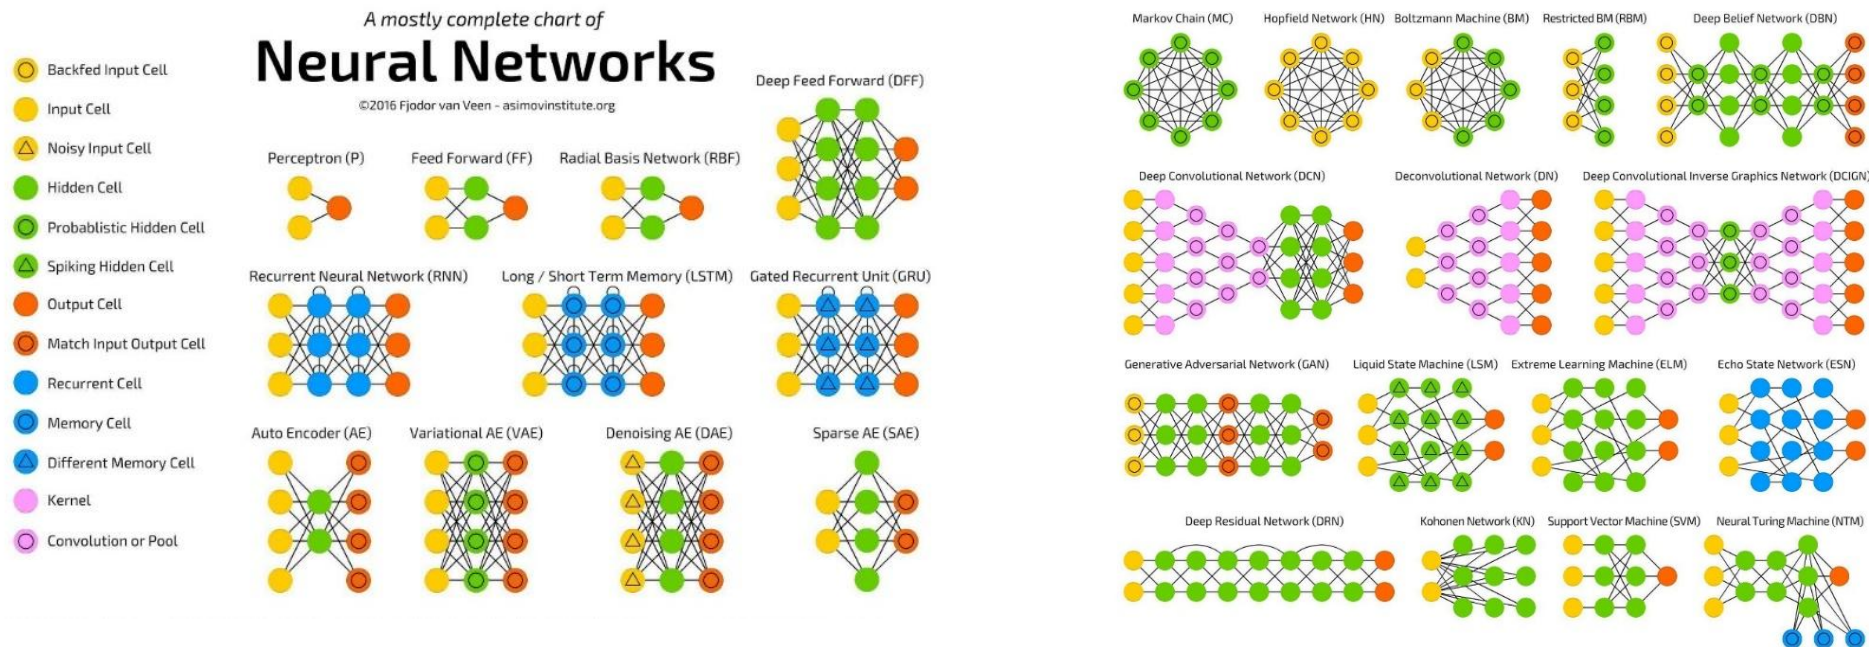 A mostly complete chart of
Neural Networks
©2016 Fjodor van Veen - asimovinstitute.org
Backfed Input Cell
Input Cell
Noisy Input Cell
Hidden Cell
Probablistic Hidden Cell
Spiking Hidden Cell
Output Cell
Match Input Output Cell
Recurrent Cell
Memory Cell
Different Memory Cell
Kernel
Convolution or Pool
Deep Feed Forward (DFF)
Perceptron (P)
Feed Forward (FF)
Radial Basis Network (RBF)
Recurrent Neural Network (RNN)
Long / Short Term Memory (LSTM)
Gated Recurrent Unit (GRU)
Auto Encoder (AE)
Variational AE (VAE)
Denoising AE (DAE)
Sparse AE (SAE)
Markov Chain (MC)
Hopfield Network (HN)
Boltzmann Machine (BM)
Restricted BM (RBM)
Deep Belief Network (DBN)
Deep Convolutional Network (DCN)
Deconvolutional Network (DN)
Deep Convolutional Inverse Graphics Network (DCIGN)
Generative Adversarial Network (GAN)
Liquid State Machine (LSM)
Extreme Learning Machine (ELM)
Echo State Network (ESN)
Deep Residual Network (DRN)
Kohonen Network (KN)
Support Vector Machine (SVM)
Neural Turing Machine (NTM)